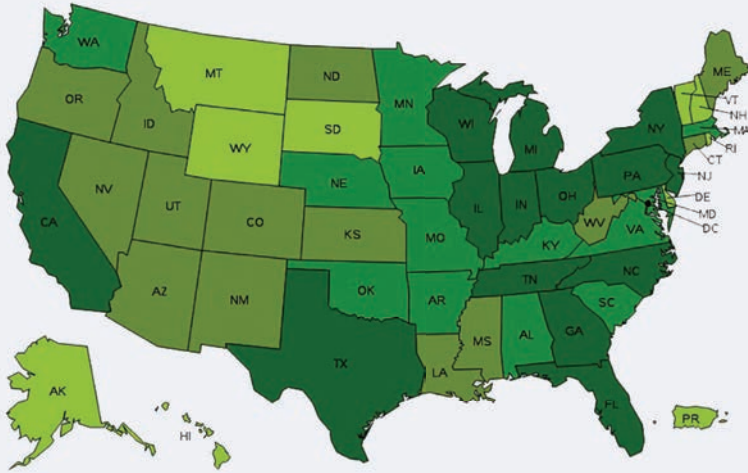 WA
MT
ND
ME
OR
MN
VT
ID
SD
WI
NY
NH
WY
MI
MA
RI
CT
IA
PA
NJ
NE
NV
IL
IN
OH
DE
UT
MD
CA
CO
WV
DC
KS
MO
KY
VA
NC
TN
AZ
NM
OK
AR
SC
MS
AL
GA
TX
LA
AK
FL
HI
PR